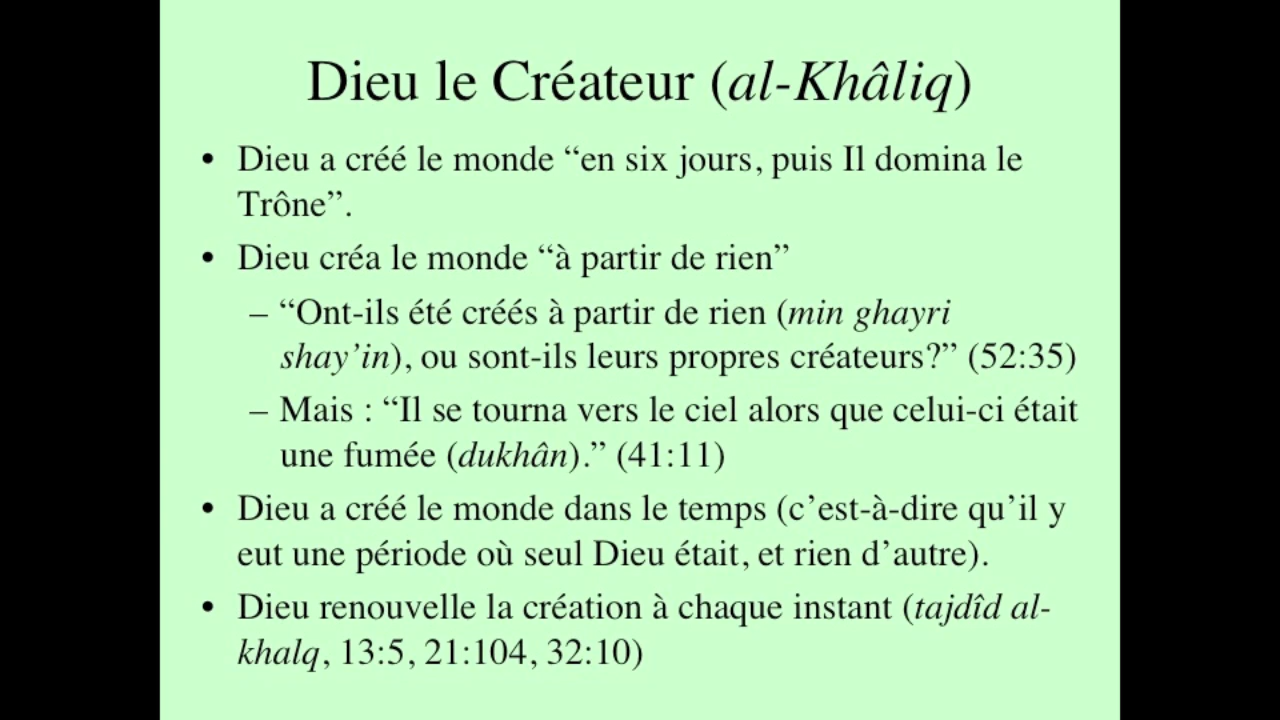 Dieu le Créateur (al-Khâliq)
• Dieu a créé le monde “en six jours, puis Il domina le
Trône”.
• Dieu créa le monde “à partir de rien”
– “Ont-ils été créés à partir de rien (min ghayri
shay’in), ou sont-ils leurs propres créateurs?” (52:35)
– Mais : “Il se tourna vers le ciel alors que celui-ci était
une fumée (dukhân).” (41:11)
• Dieu a créé le monde dans le temps (c’est-à-dire qu’il y
eut une période où seul Dieu était, et rien d’autre).
• Dieu renouvelle la création à chaque instant (tajdîd al-
khalq, 13:5, 21:104, 32:10)